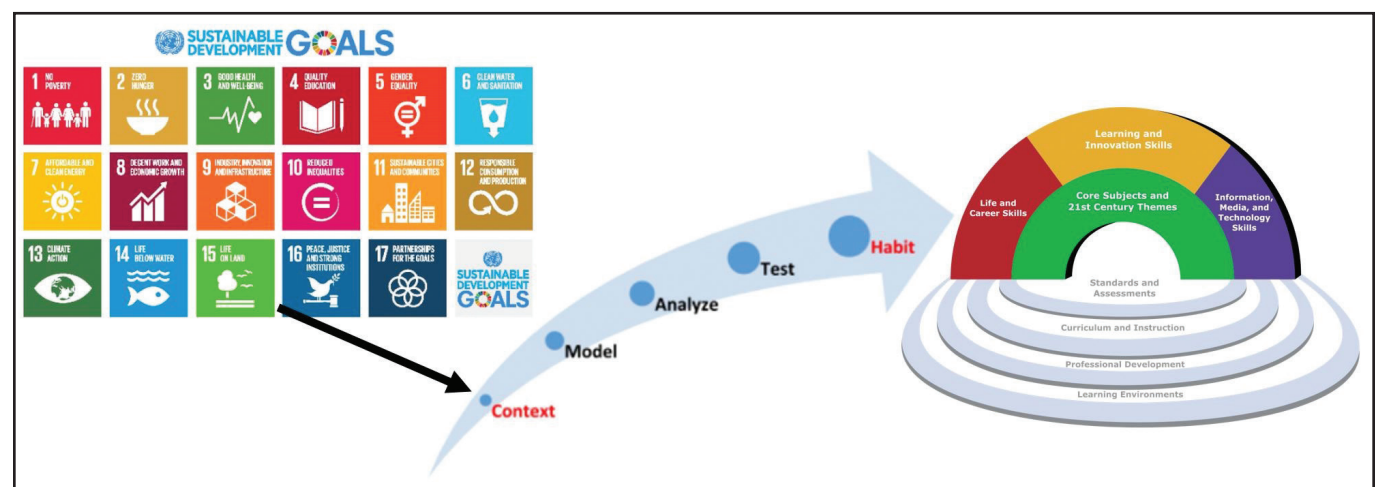 SUSTAINABLE
DEVELOPMENT GOALS
1 NO
POVERTY
2 ZERO
HUNGER
3 GOOD HEALTH
AND WELL-BEING
4 QUALITY
EDUCATION
5 GENDER
EQUALITY
6 CLEAN WATER
AND SANITATION
7 AFFORDABLE AND
CLEAN ENERGY
8 DECENT WORK AND
ECONOMIC GROWTH
9 INDUSTRY, INNOVATION
AND INFRASTRUCTURE
10 REDUCED
INEQUALITIES
11 SUSTAINABLE CITIES
AND COMMUNITIES
12 RESPONSIBLE
CONSUMPTION
AND PRODUCTION
13 CLIMATE
ACTION
14 LIFE
BELOW WATER
15 LIFE
ON LAND
16 PEACE, JUSTICE
AND STRONG
INSTITUTIONS
17 PARTNERSHIPS
FOR THE GOALS
SUSTAINABLE
DEVELOPMENT
GOALS
Context
Model
Analyze
Test
Habit
Learning and
Innovation Skills
Life and
Career Skills
Core Subjects and
21st Century Themes
Information,
Media, and
Technology
Skills
Standards and
Assessments
Curriculum and Instruction
Professional Development
Learning Environments